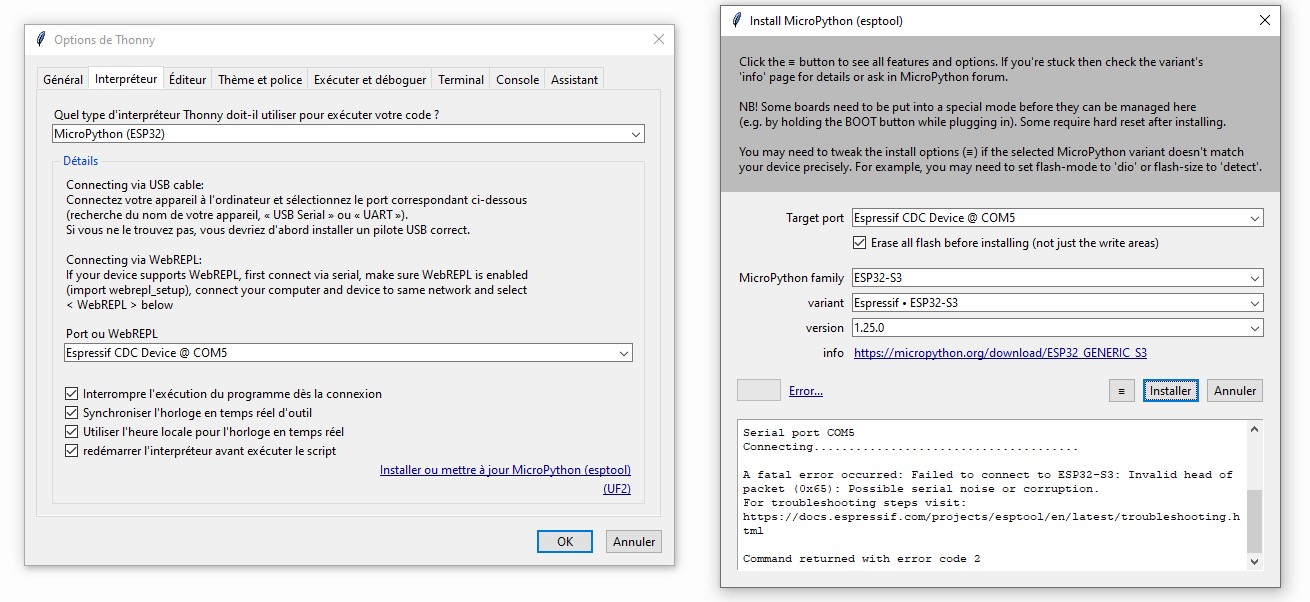 Options de Thonny
Général Interpréteur Éditeur Thème et police Exécuter et déboguer Terminal Console Assistant
Quel type d'interpréteur Thonny doit-il utiliser pour exécuter votre code ?
MicroPython (ESP32)
Détails
Connecting via USB cable:
Connectez votre appareil à l'ordinateur et sélectionnez le port correspondant ci-dessous
(recherche du nom de votre appareil, « USB Serial » ou « UART »).
Si vous ne le trouvez pas, vous devriez d'abord installer un pilote USB correct.
Connecting via WebREPL:
If your device supports WebREPL, first connect via serial, make sure WebREPL is enabled
(import webrepl_setup), connect your computer and device to same network and select
< WebREPL > below
Port ou WebREPL
Espressif CDC Device @ COM5
Interrompre l'exécution du programme dès la connexion
Synchroniser l'horloge en temps réel d'outil
Utiliser l'heure locale pour l'horloge en temps réel
redémarrer l'interpréteur avant exécuter le script
Installer ou mettre à jour MicroPython (esptool)
(UF2)
OK Annuler
Install MicroPython (esptool)
Click the ≡ button to see all features and options. If you're stuck then check the variant's
'info' page for details or ask in MicroPython forum.
NB! Some boards need to be put into a special mode before they can be managed here
(e.g. by holding the BOOT button while plugging in). Some require hard reset after installing.
You may need to tweak the install options (≡) if the selected MicroPython variant doesn't match
your device precisely. For example, you may need to set flash-mode to 'dio' or flash-size to 'detect'.
Target port Espressif CDC Device @ COM5
Erase all flash before installing (not just the write areas)
MicroPython family ESP32-S3
variant Espressif • ESP32-S3
version 1.25.0
info https://micropython.org/download/ESP32_GENERIC_S3
Error... ≡ Installer Annuler
Serial port COM5
Connecting......................................
A fatal error occurred: Failed to connect to ESP32-S3: Invalid head of
packet (0x65): Possible serial noise or corruption.
For troubleshooting steps visit:
https://docs.espressif.com/projects/esptool/en/latest/troubleshooting.h
tml
Command returned with error code 2